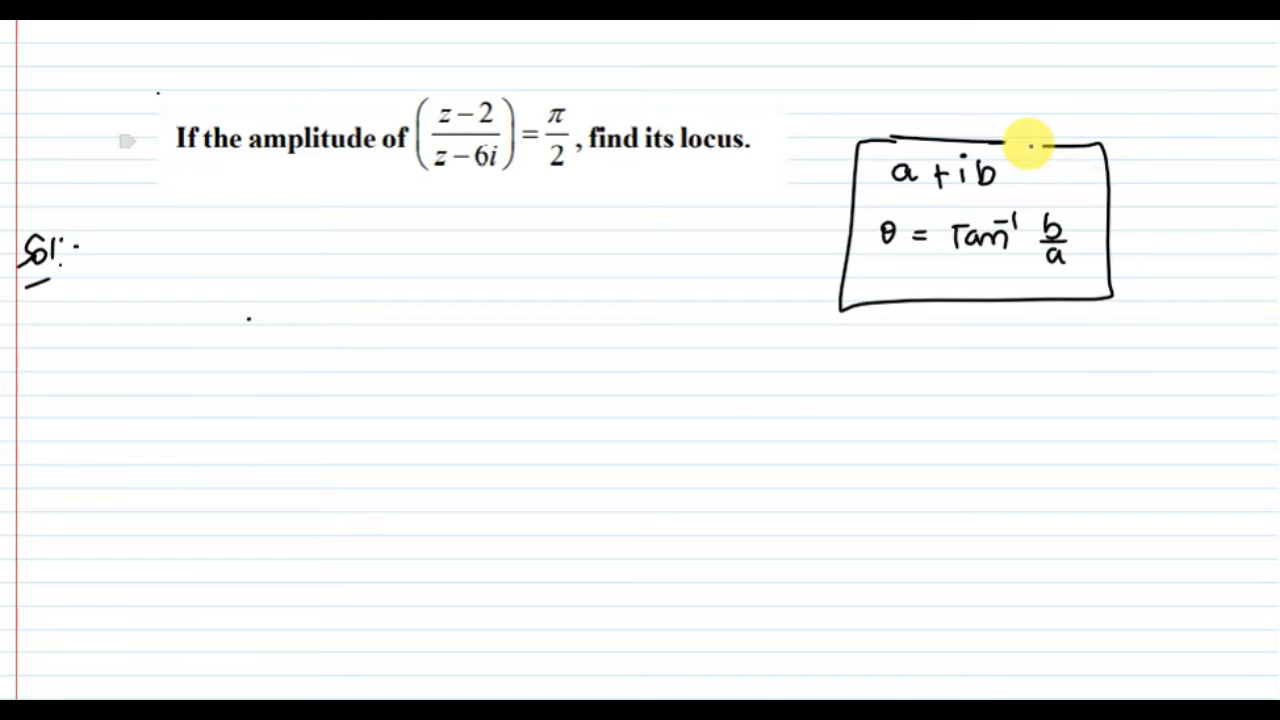 If the amplitude of ( (z − 2) / (z − 6i) ) = π/2 , find its locus.
a + ib
θ = Tan⁻¹ b/a
Sol:-